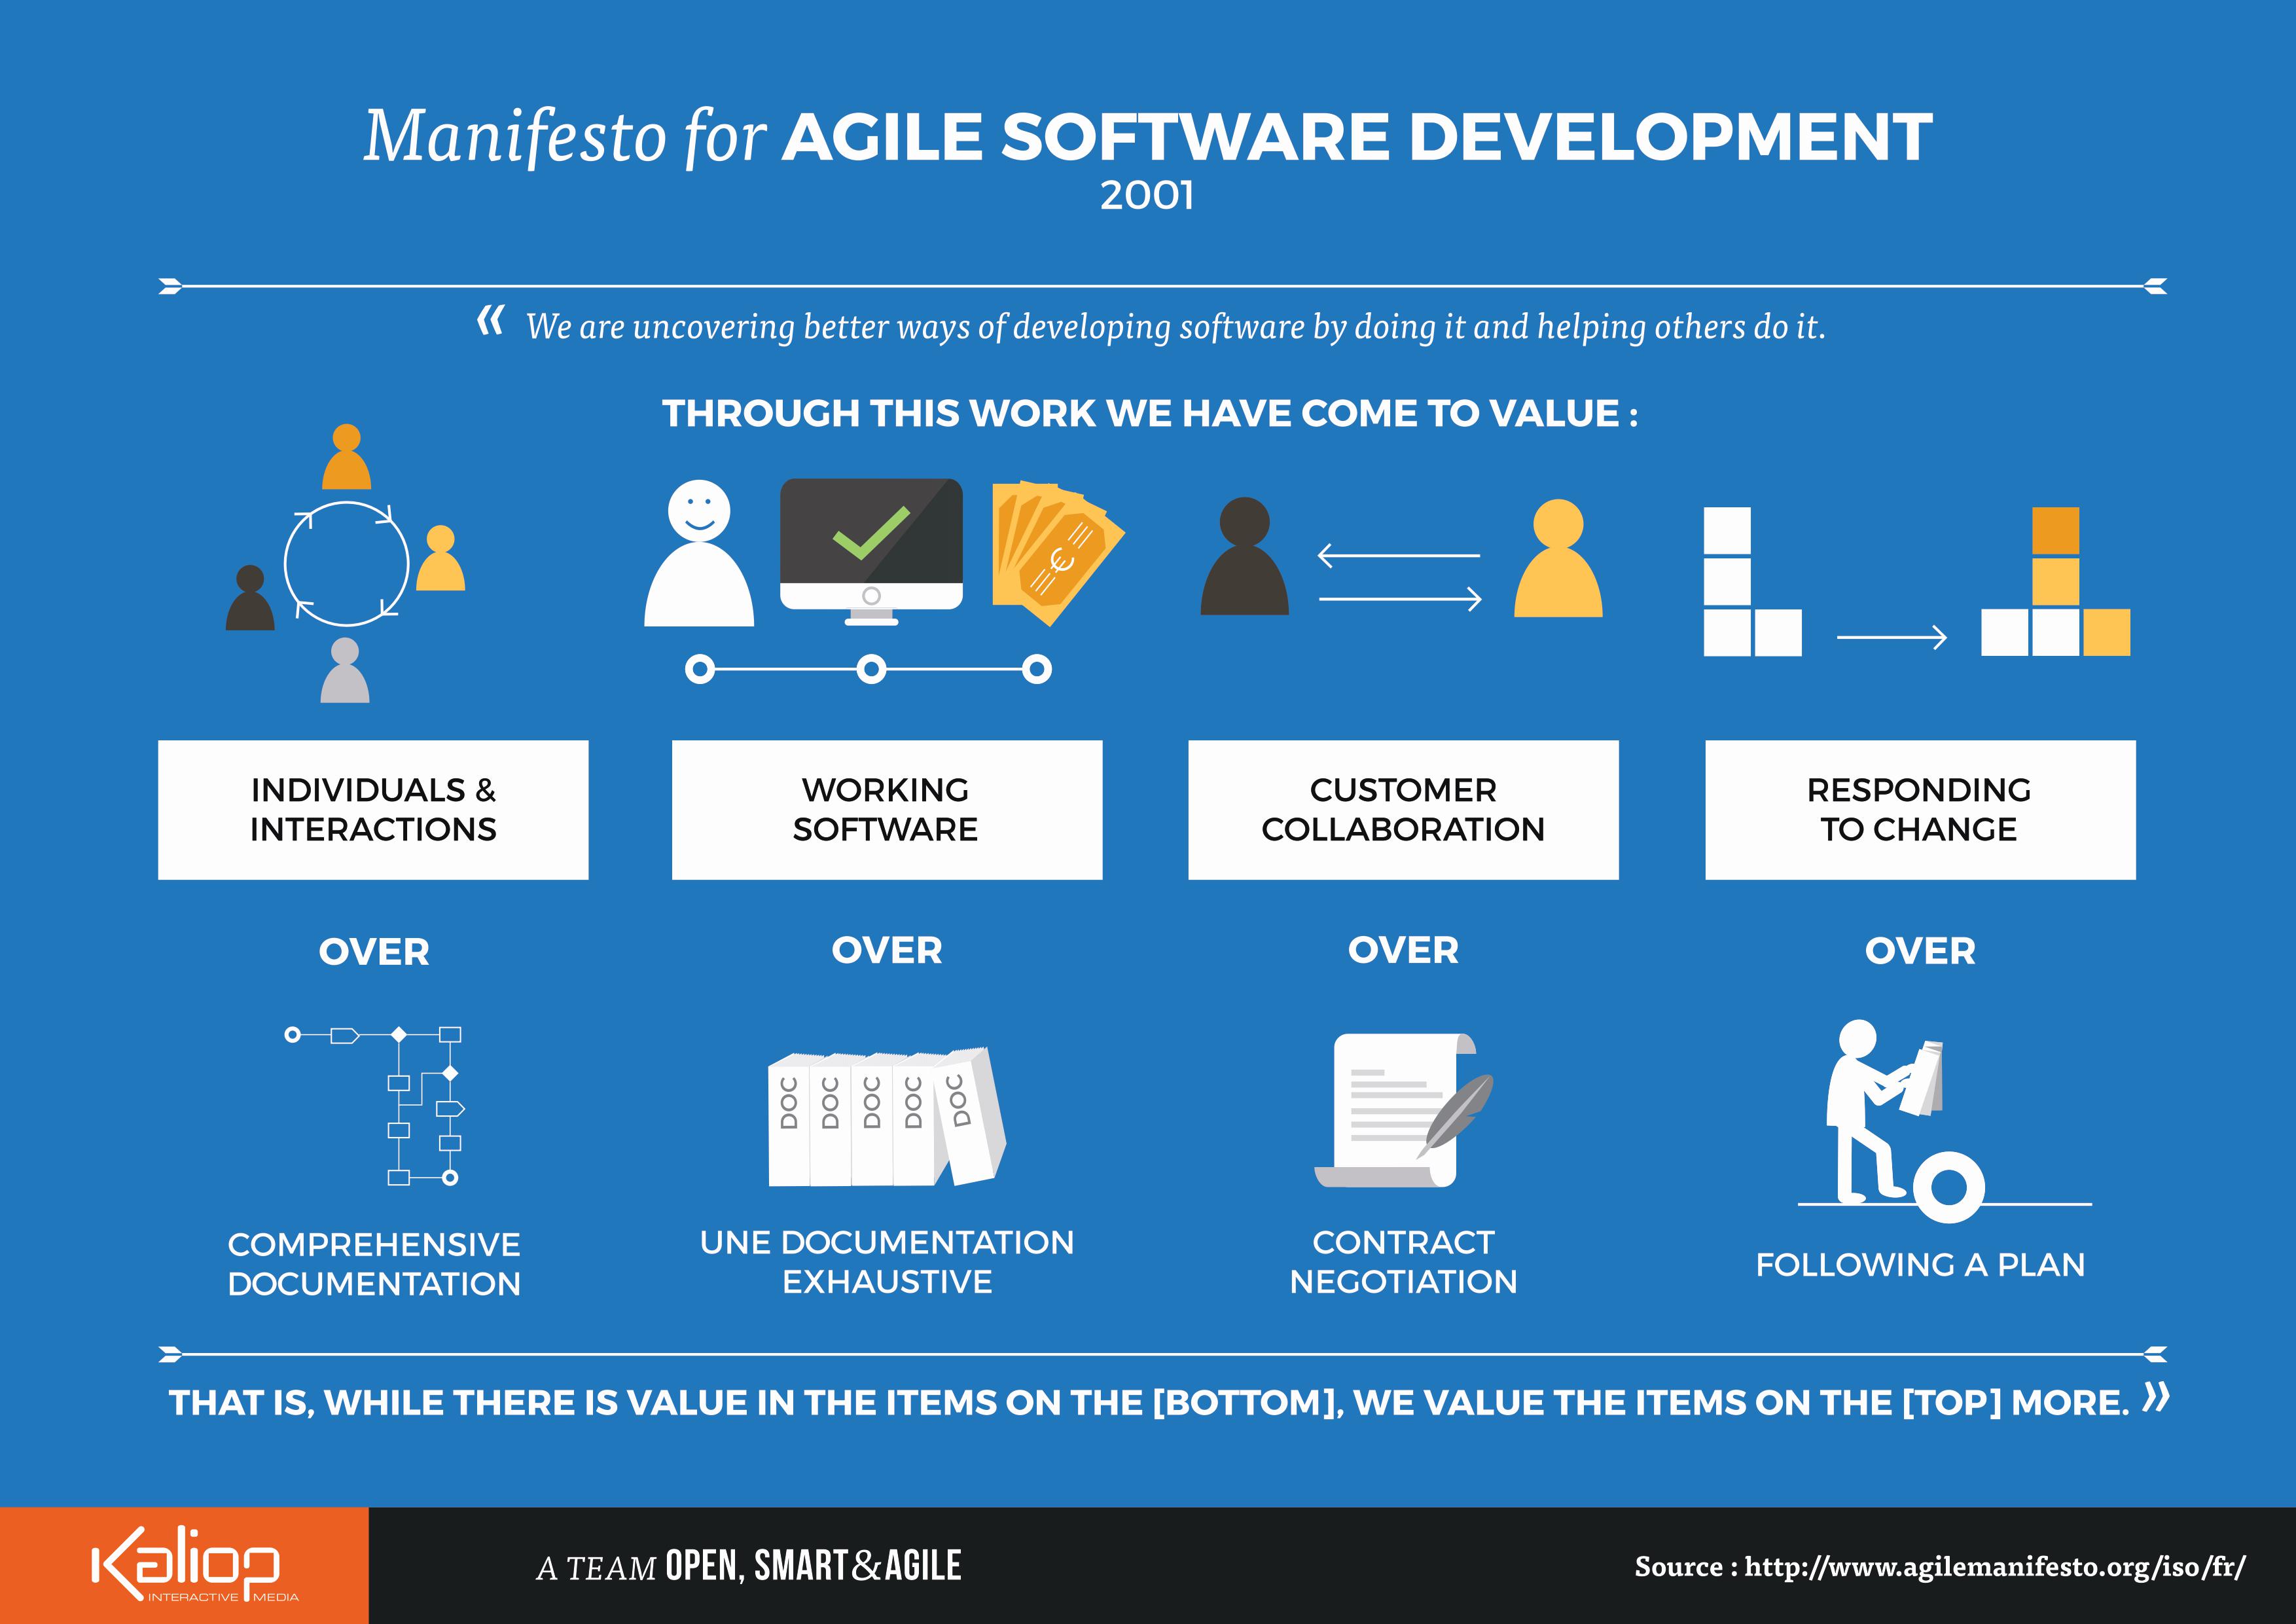 Manifesto for AGILE SOFTWARE DEVELOPMENT
2001
« We are uncovering better ways of developing software by doing it and helping others do it.
THROUGH THIS WORK WE HAVE COME TO VALUE :
INDIVIDUALS &
INTERACTIONS
WORKING
SOFTWARE
CUSTOMER
COLLABORATION
RESPONDING
TO CHANGE
OVER
OVER
OVER
OVER
DOC
DOC
DOC
DOC
DOC
COMPREHENSIVE
DOCUMENTATION
UNE DOCUMENTATION
EXHAUSTIVE
CONTRACT
NEGOTIATION
FOLLOWING A PLAN
THAT IS, WHILE THERE IS VALUE IN THE ITEMS ON THE [BOTTOM], WE VALUE THE ITEMS ON THE [TOP] MORE. »
Kaliop
INTERACTIVE MEDIA
A TEAM OPEN, SMART & AGILE
Source : http://www.agilemanifesto.org/iso/fr/